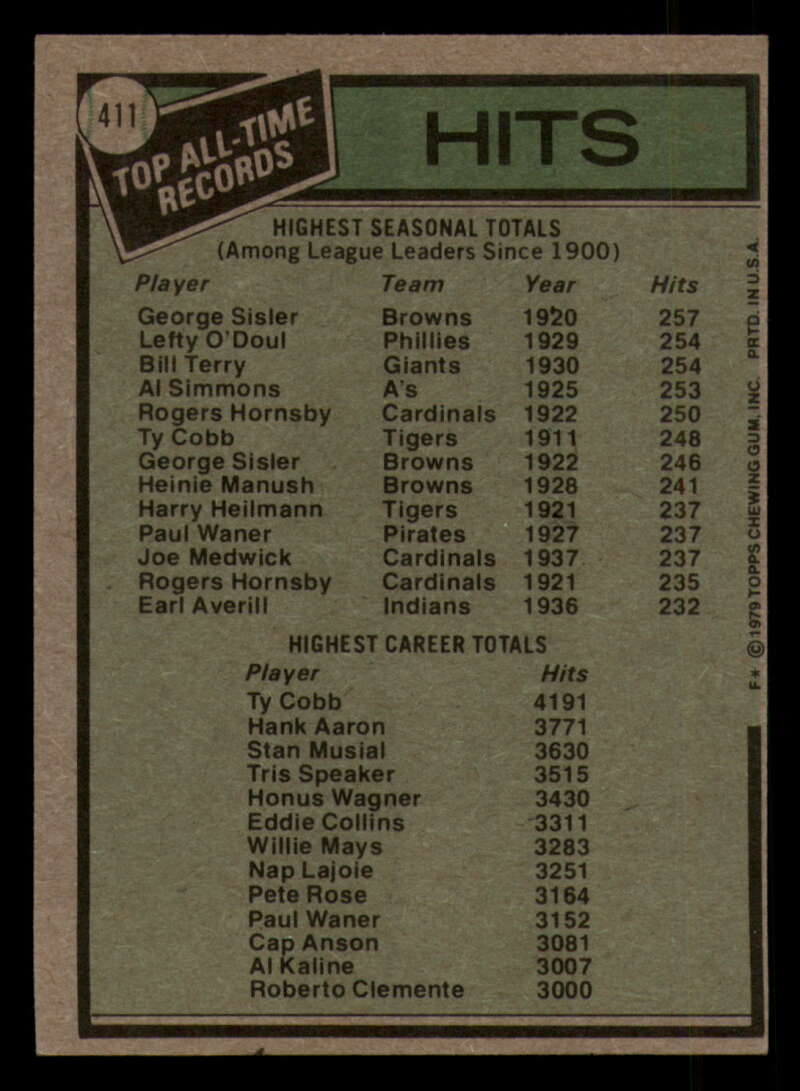 411
TOP ALL-TIME
RECORDS
HITS
HIGHEST SEASONAL TOTALS
(Among League Leaders Since 1900)
Player Team Year Hits
George Sisler Browns 1920 257
Lefty O'Doul Phillies 1929 254
Bill Terry Giants 1930 254
Al Simmons A's 1925 253
Rogers Hornsby Cardinals 1922 250
Ty Cobb Tigers 1911 248
George Sisler Browns 1922 246
Heinie Manush Browns 1928 241
Harry Heilmann Tigers 1921 237
Paul Waner Pirates 1927 237
Joe Medwick Cardinals 1937 237
Rogers Hornsby Cardinals 1921 235
Earl Averill Indians 1936 232
HIGHEST CAREER TOTALS
Player Hits
Ty Cobb 4191
Hank Aaron 3771
Stan Musial 3630
Tris Speaker 3515
Honus Wagner 3430
Eddie Collins 3311
Willie Mays 3283
Nap Lajoie 3251
Pete Rose 3164
Paul Waner 3152
Cap Anson 3081
Al Kaline 3007
Roberto Clemente 3000
F* © 1979 TOPPS CHEWING GUM, INC. PRTD. IN U.S.A.